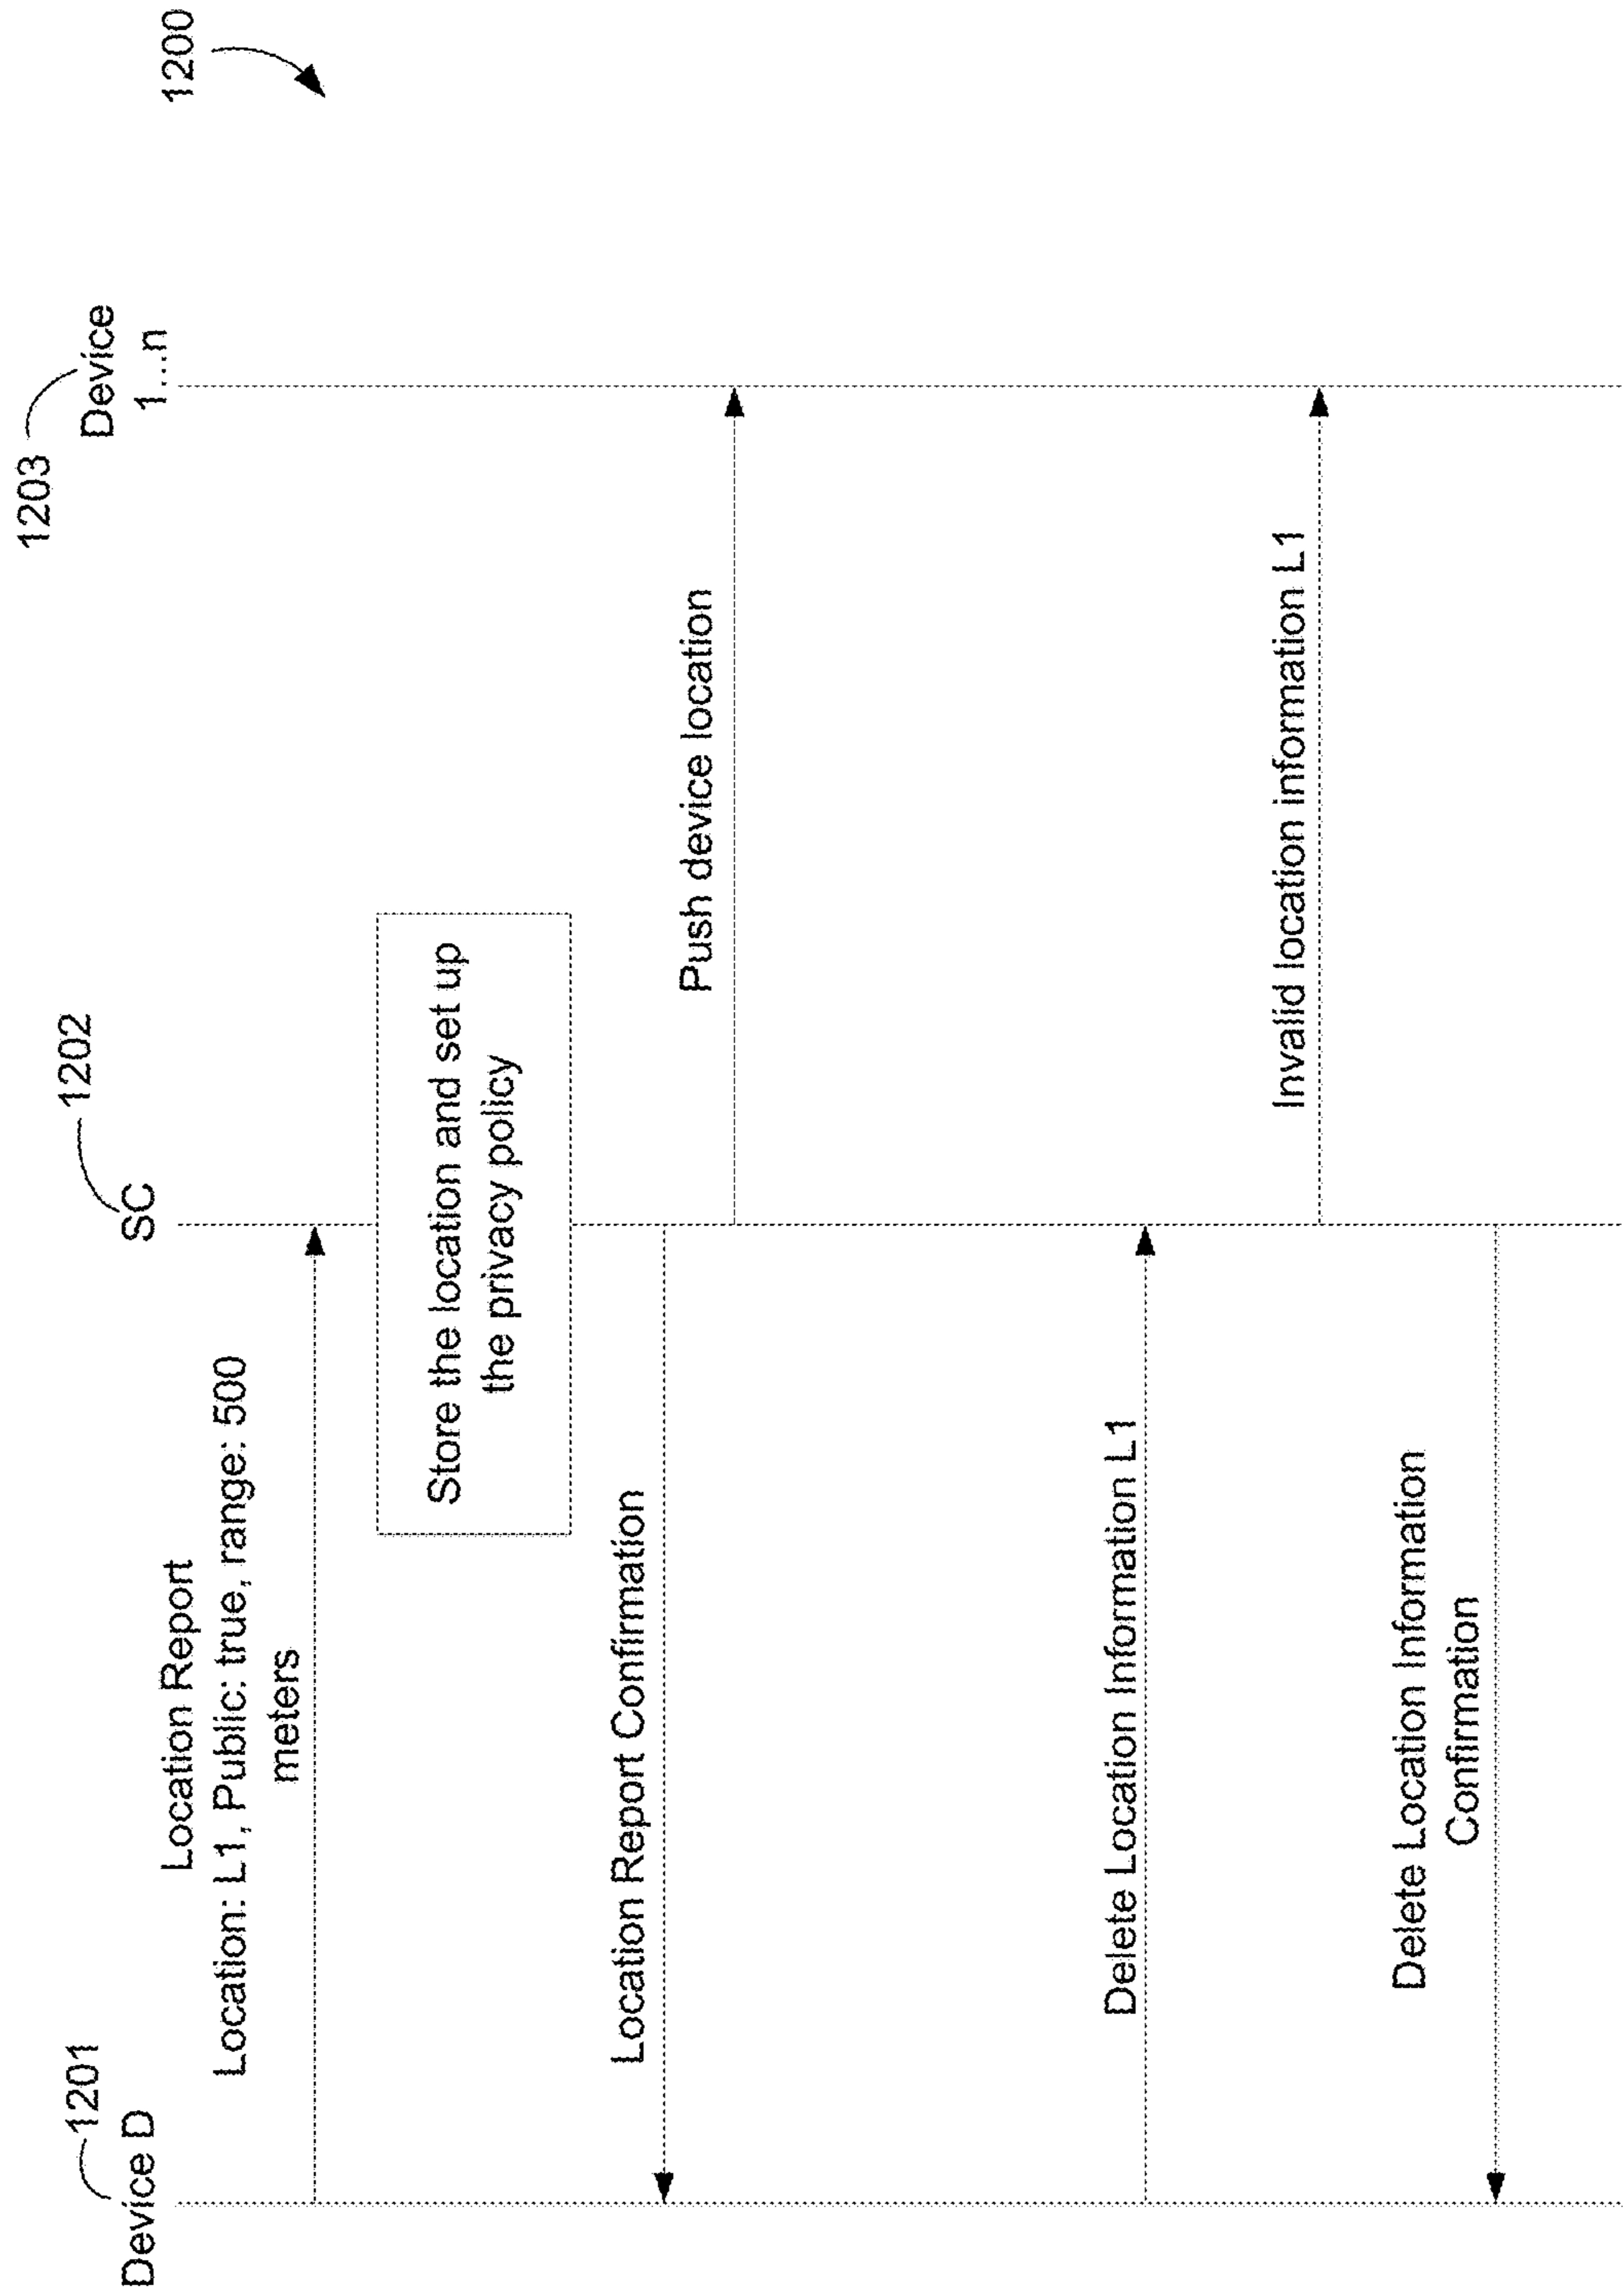 1200
1201
Device D
1202
SC
1203
Device
1...n
Location Report
Location: L1, Public: true, range: 500
meters
Store the location and set up
the privacy policy
Location Report Confirmation
Push device location
Delete Location Information L1
Invalid location information L1
Delete Location Information
Confirmation